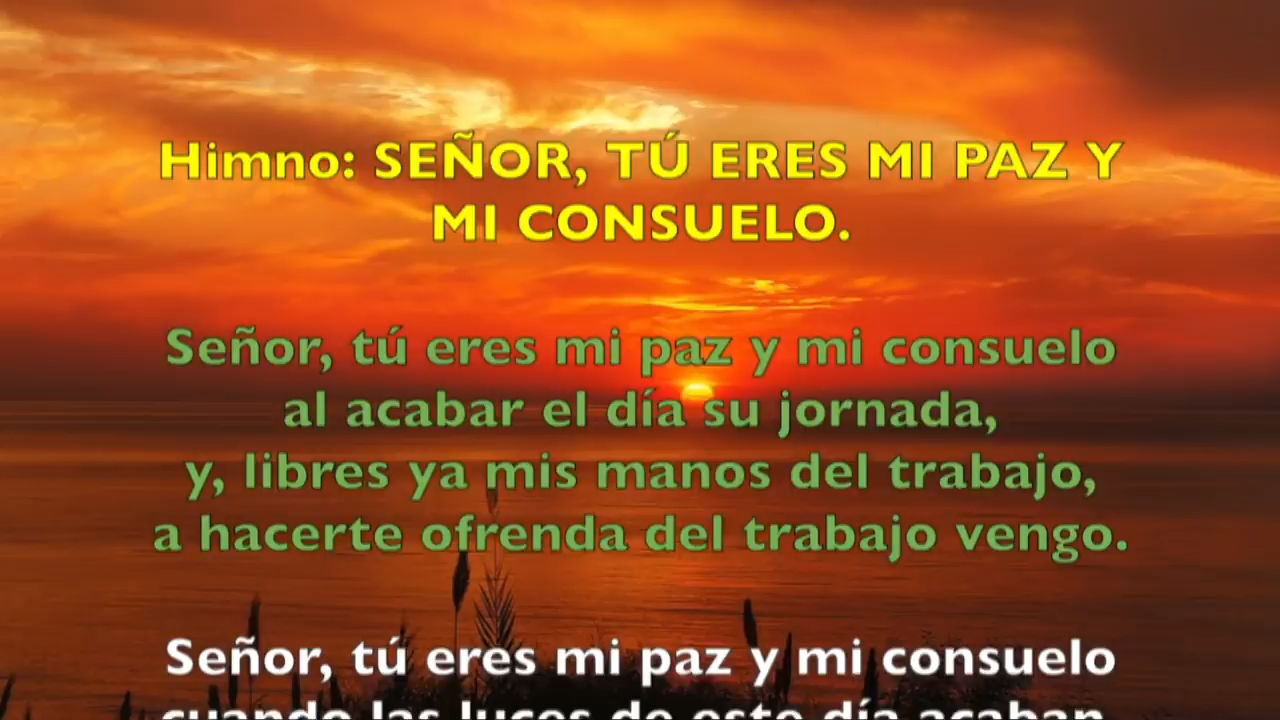 Himno: SEÑOR, TÚ ERES MI PAZ Y
MI CONSUELO.
Señor, tú eres mi paz y mi consuelo
al acabar el día su jornada,
y, libres ya mis manos del trabajo,
a hacerte ofrenda del trabajo vengo.
Señor, tú eres mi paz y mi consuelo
cuando las luces de este día acaban,